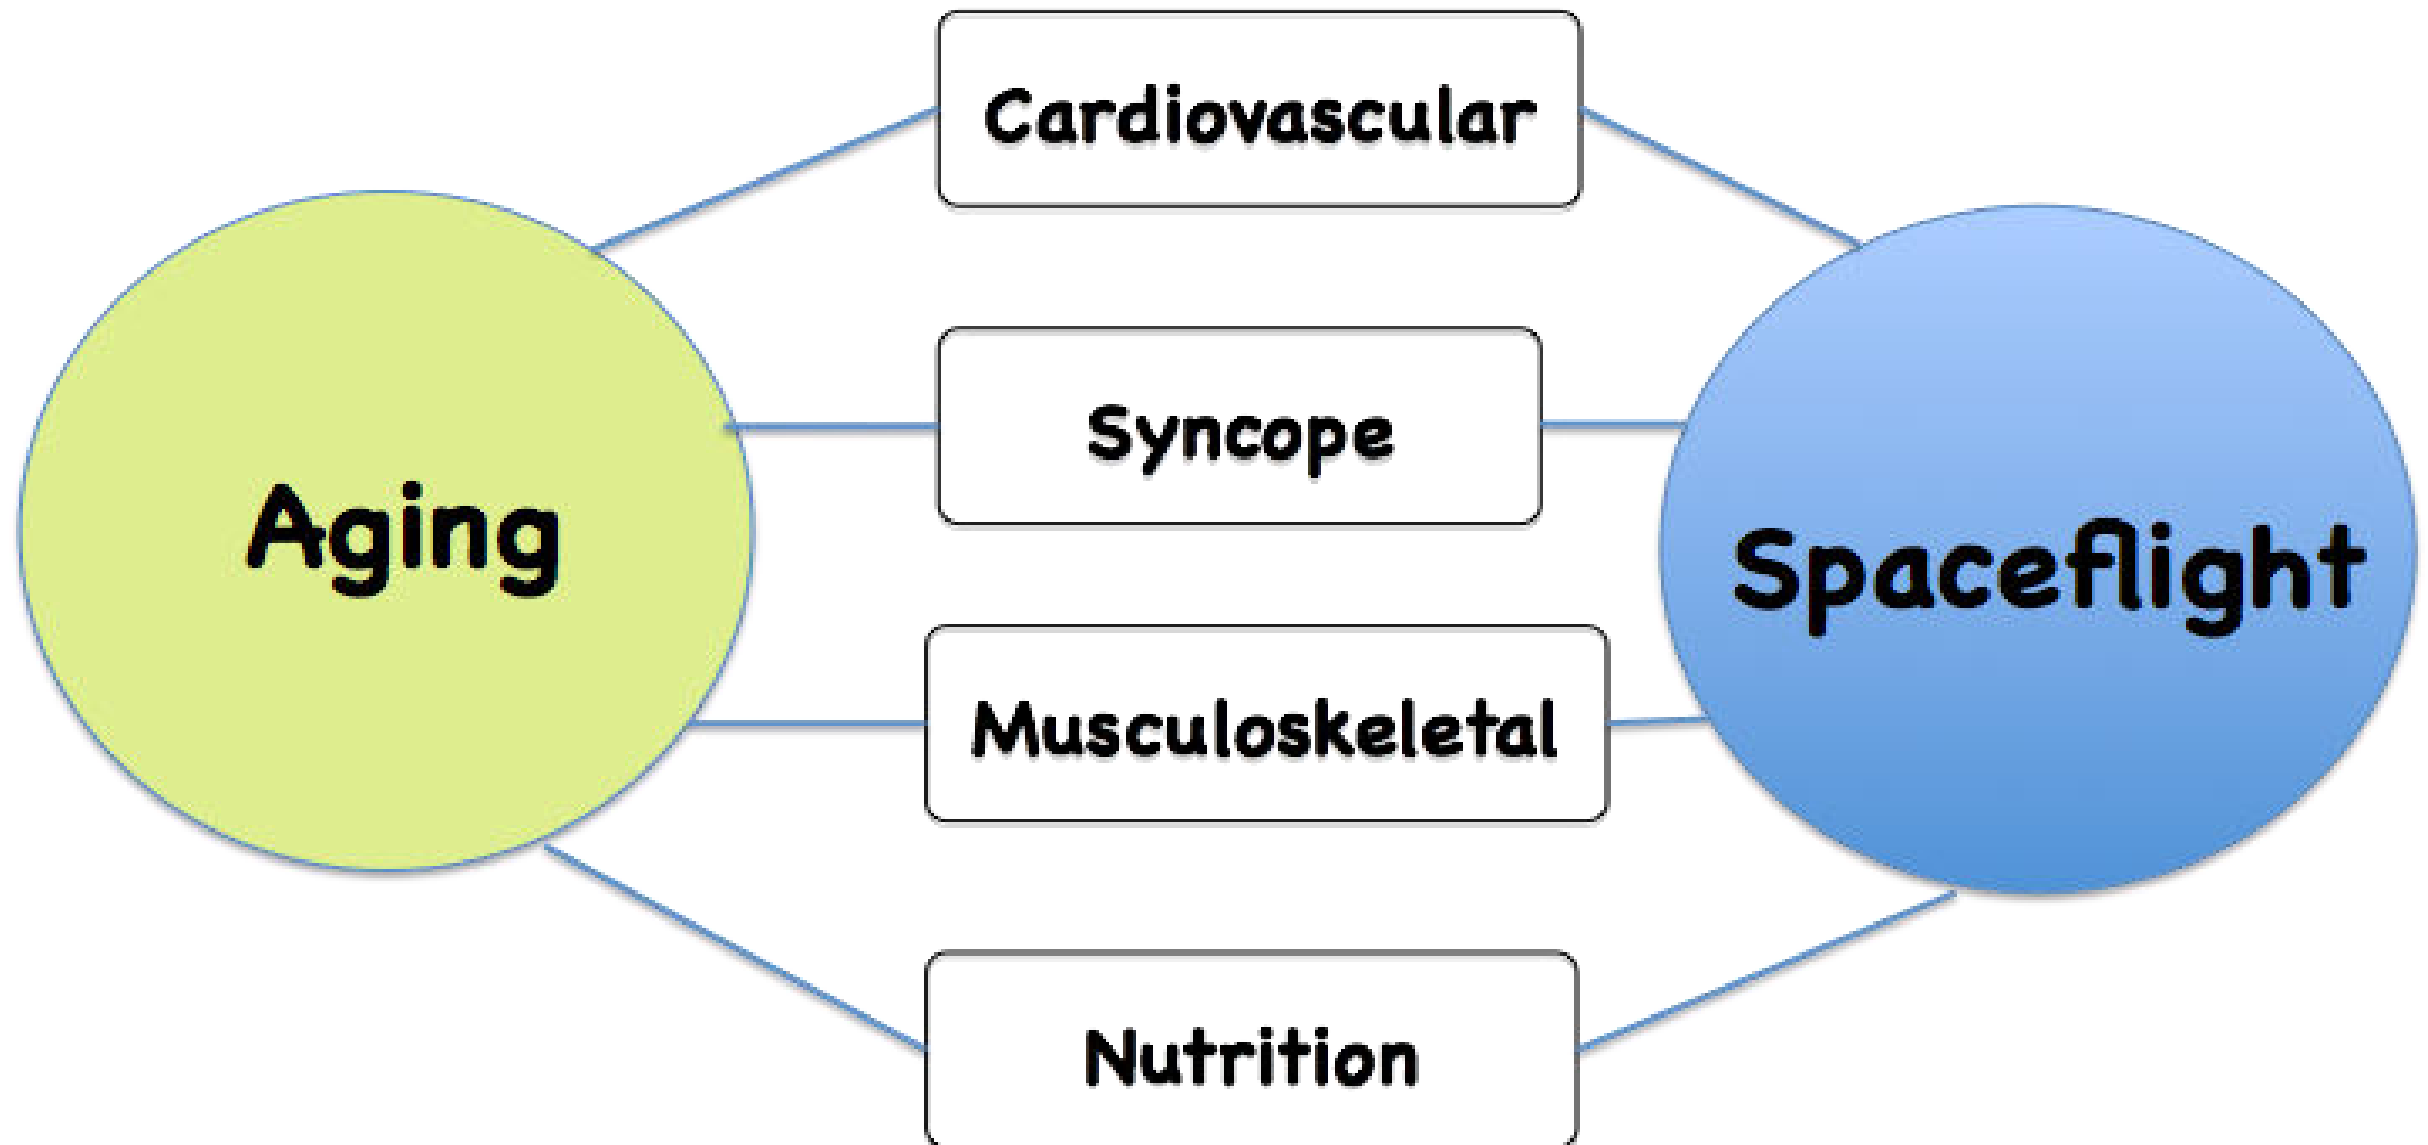 Cardiovascular
Syncope
Aging
Spaceflight
Musculoskeletal
Nutrition